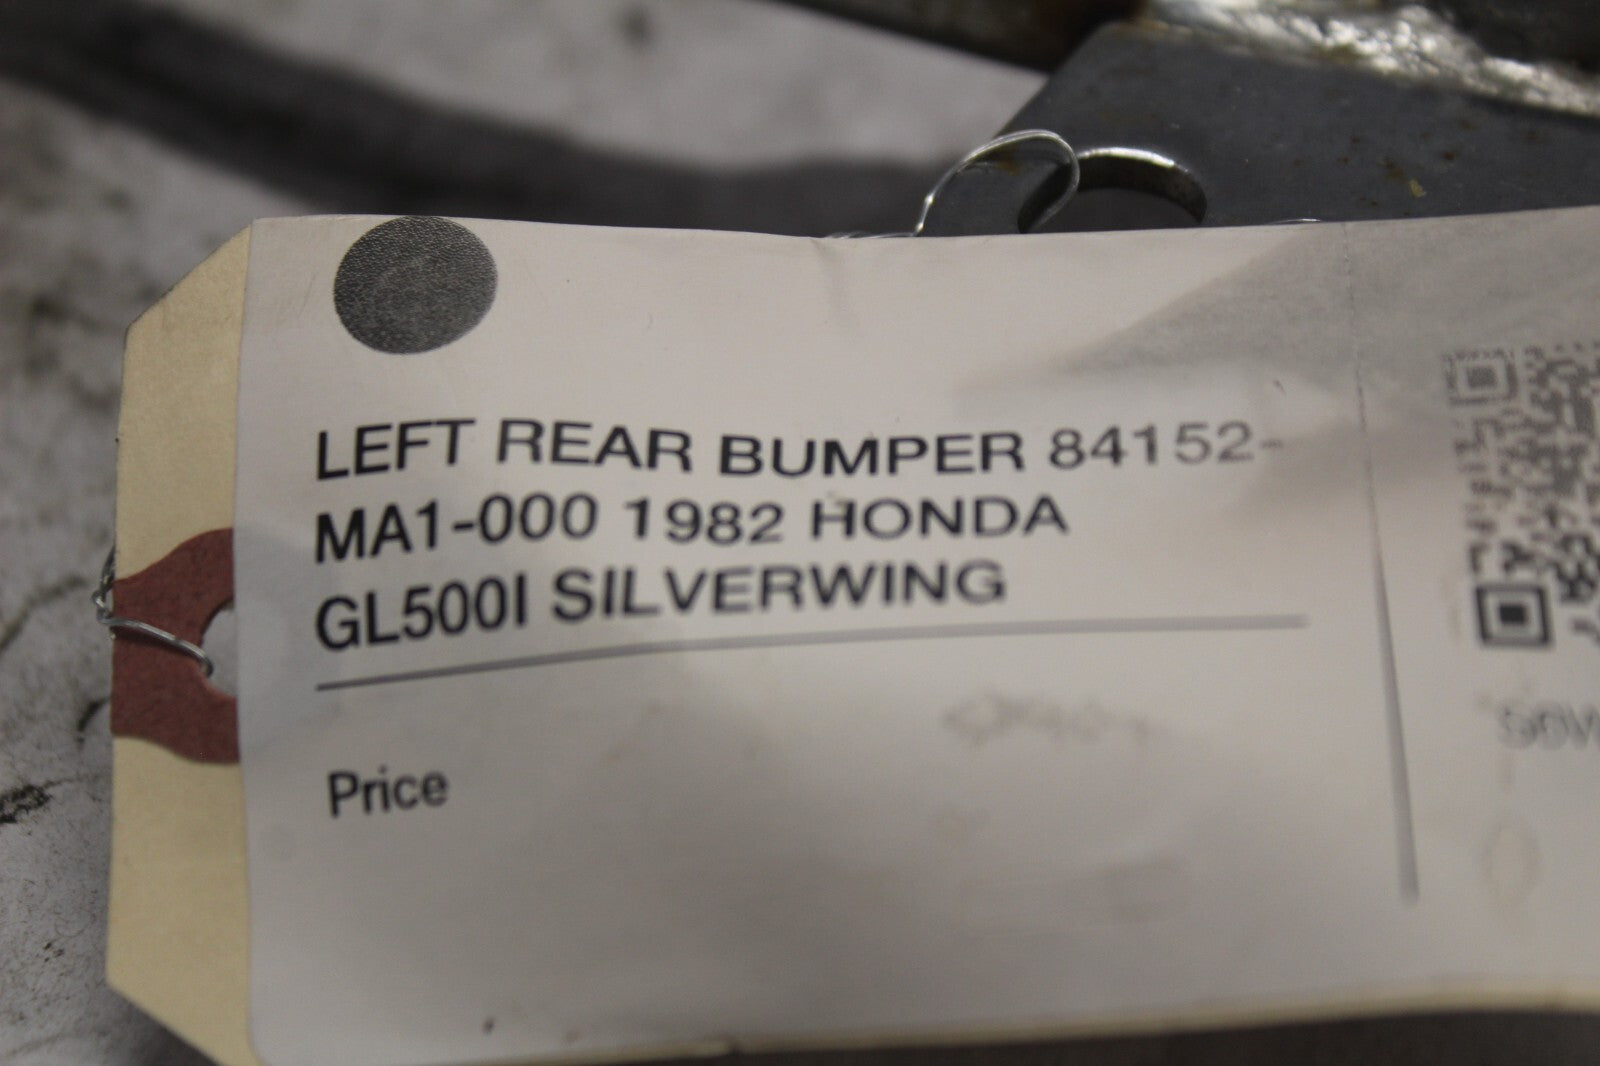 LEFT REAR BUMPER 84152-
MA1-000 1982 HONDA
GL500I SILVERWING
Price